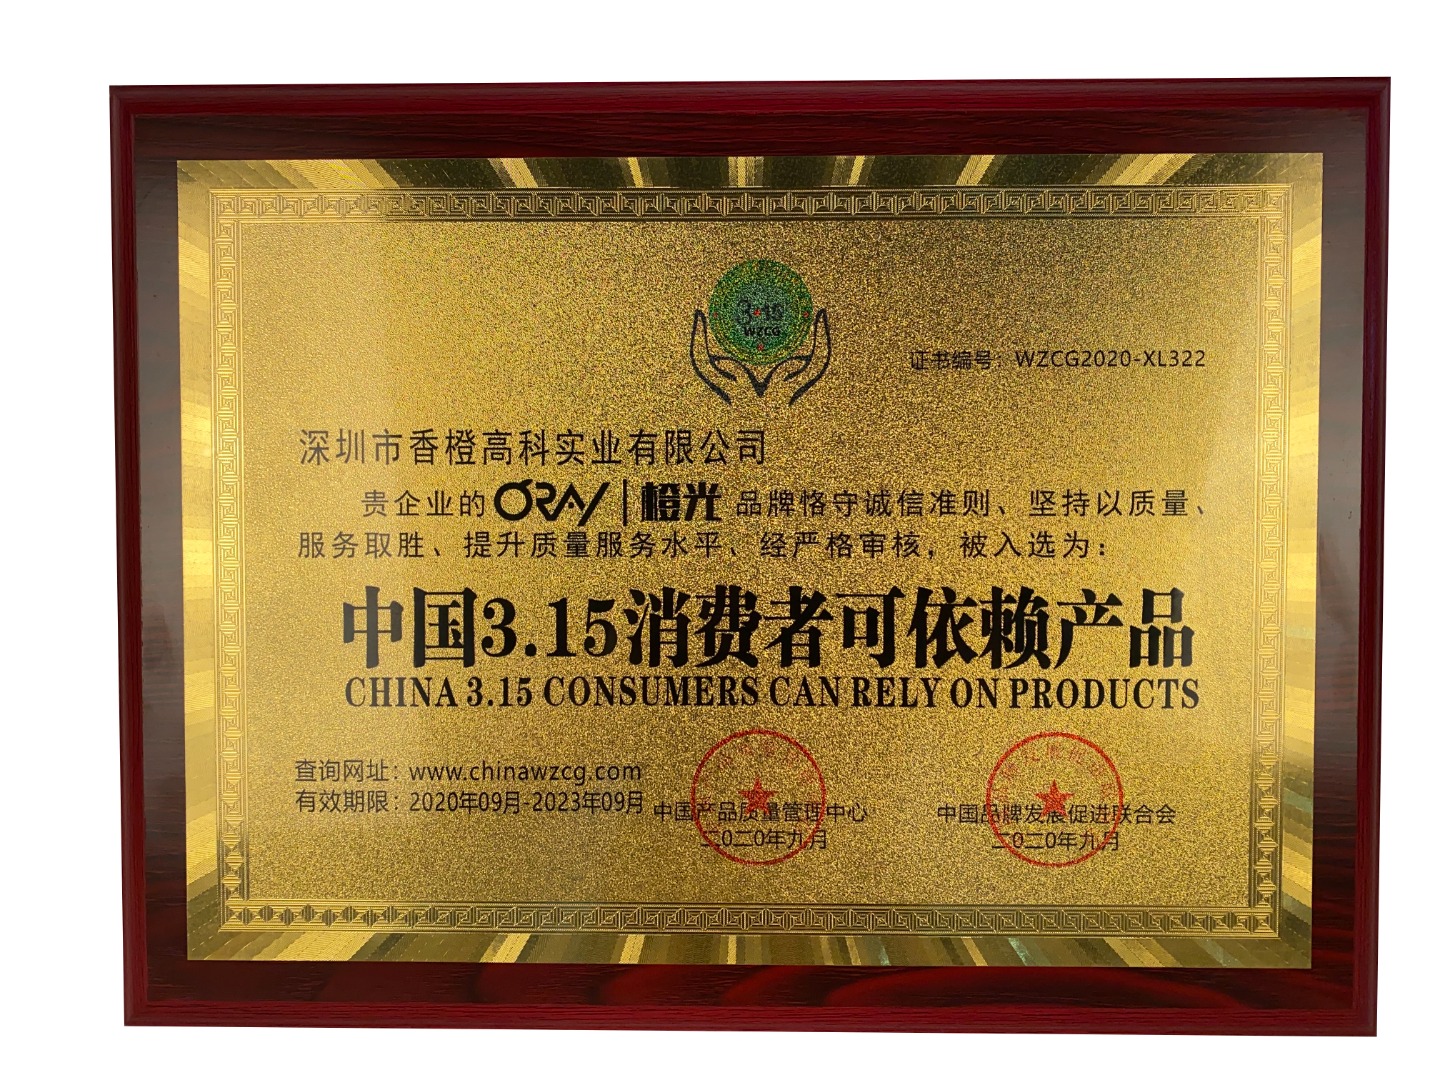 3·15
WZCG
证书编号：WZCG2020-XL322
深圳市香橙高科实业有限公司
贵企业的ORAY|橙光 品牌恪守诚信准则、坚持以质量、
服务取胜、提升质量服务水平、经严格审核，被入选为：
中国3.15消费者可依赖产品
CHINA 3.15 CONSUMERS CAN RELY ON PRODUCTS
查询网址：www.chinawzcg.com
有效期限：2020年09月-2023年09月
中国产品质量管理中心
二0二0年九月
中国品牌发展促进联合会
二0二0年九月